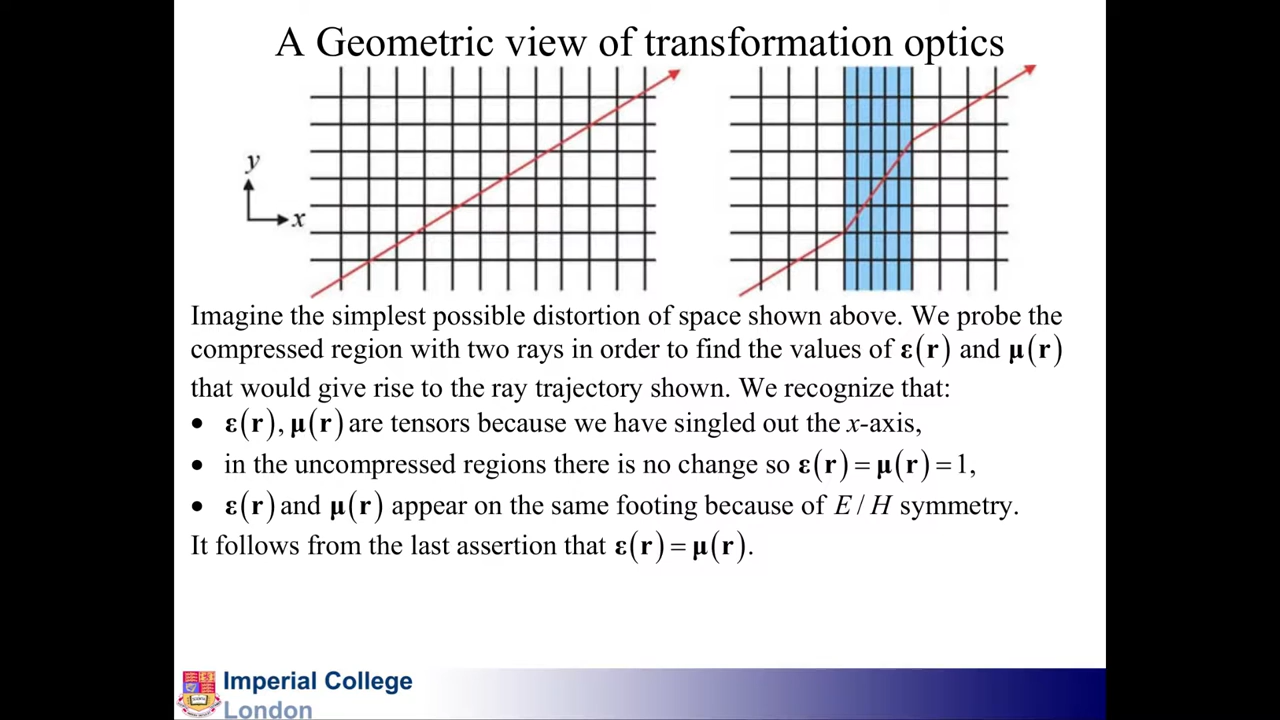 A Geometric view of transformation optics
y
x
Imagine the simplest possible distortion of space shown above. We probe the
compressed region with two rays in order to find the values of ε(r) and μ(r)
that would give rise to the ray trajectory shown. We recognize that:
• ε(r), μ(r) are tensors because we have singled out the x-axis,
• in the uncompressed regions there is no change so ε(r) = μ(r) = 1,
• ε(r) and μ(r) appear on the same footing because of E / H symmetry.
It follows from the last assertion that ε(r) = μ(r).
Imperial College
London